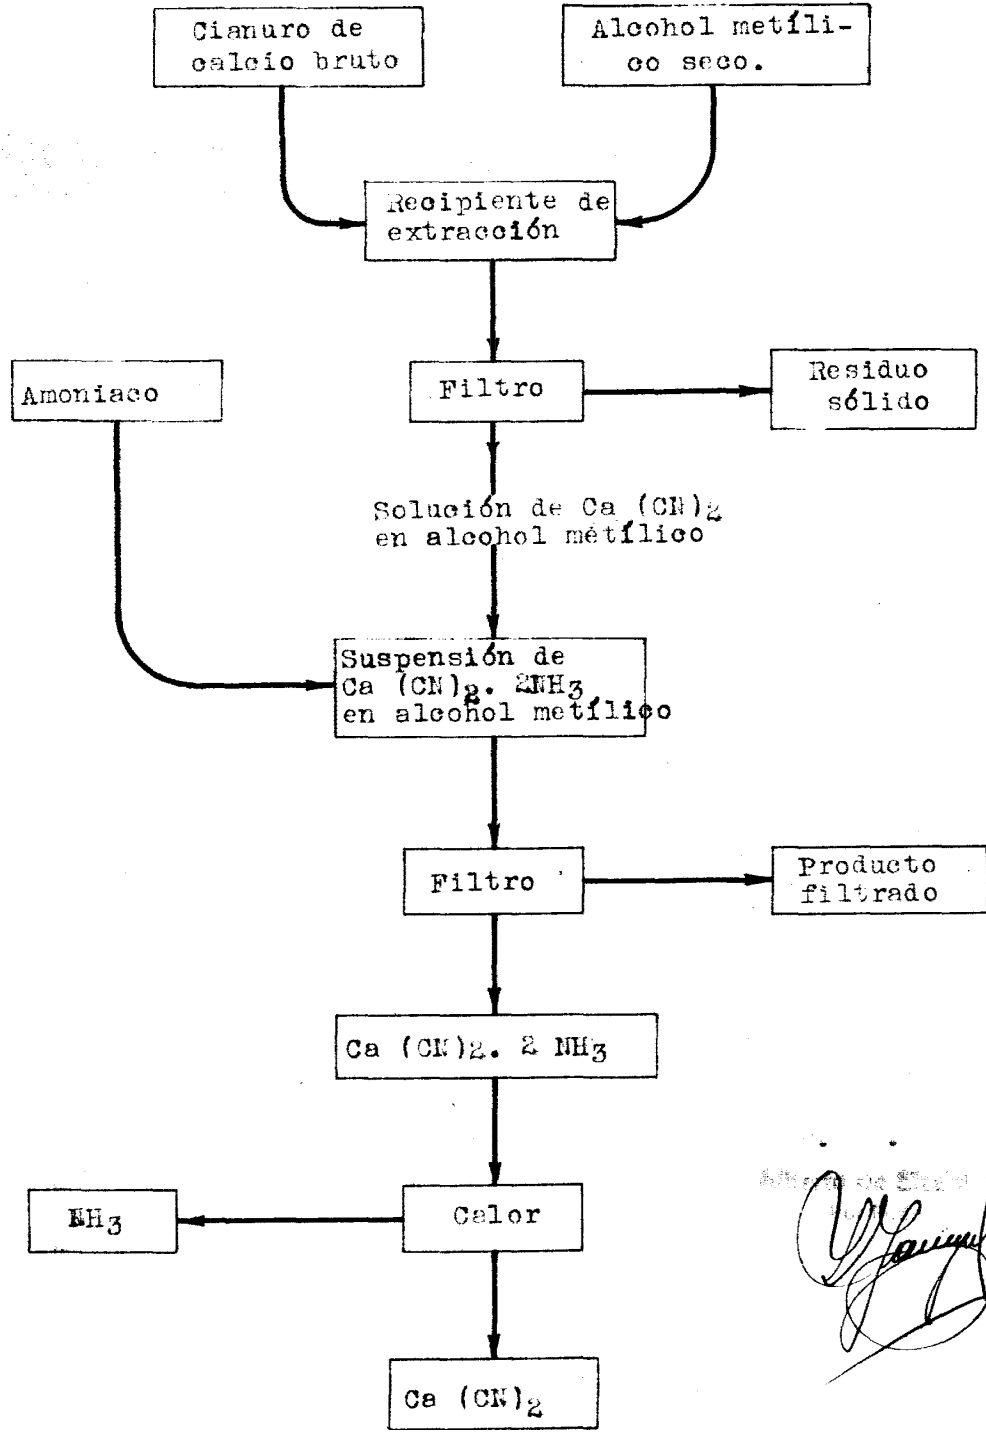 Cianuro de
calcio bruto
Alcohol metíli-
co seco.
Recipiente de
extracción
Amoniaco
Filtro
Residuo
sólido
Solución de Ca (CN)2
en alcohol métílico
Suspensión de
Ca (CN)2. 2NH3
en alcohol metílico
Filtro
Producto
filtrado
Ca (CN)2. 2 NH3
NH3
Calor
Ca (CN)2